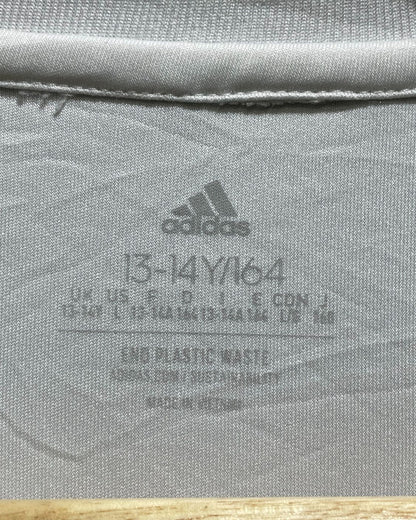 adidas
13-14Y/164
UK US F D I E CDN J
13-14Y L 13-14A 164 13-14A 164 L/G 160
END PLASTIC WASTE
ADIDAS.COM/SUSTAINABILITY
MADE IN VIETNAM